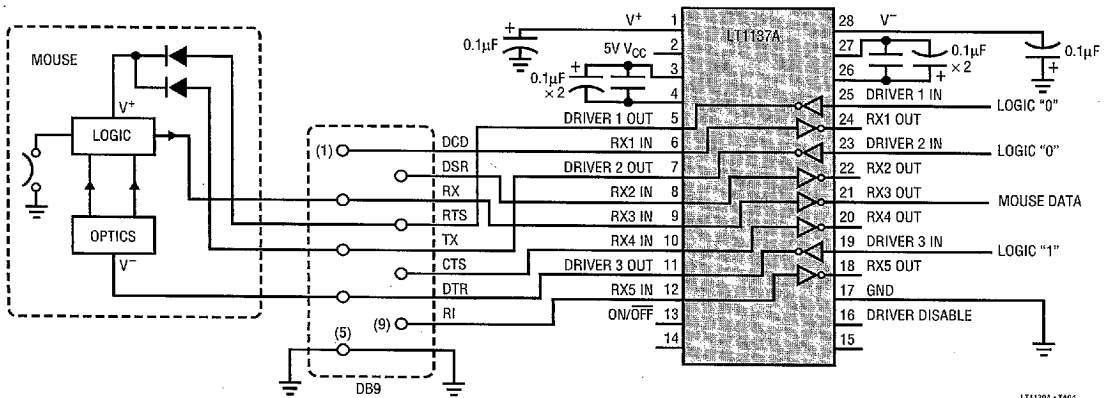 MOUSE
V+
LOGIC
OPTICS
V−
(1)
DCD
DSR
RX
RTS
TX
CTS
DTR
(9)
RI
(5)
DB9
V+
0.1µF
5V VCC
0.1µF
× 2
DRIVER 1 OUT
RX1 IN
DRIVER 2 OUT
RX2 IN
RX3 IN
RX4 IN
DRIVER 3 OUT
RX5 IN
ON/OFF
1
2
3
4
5
6
7
8
9
10
11
12
13
14
LT1137A
28
27
26
25
24
23
22
21
20
19
18
17
16
15
V−
0.1µF
× 2
0.1µF
DRIVER 1 IN
RX1 OUT
DRIVER 2 IN
RX2 OUT
RX3 OUT
RX4 OUT
DRIVER 3 IN
RX5 OUT
GND
DRIVER DISABLE
LOGIC "0"
LOGIC "0"
MOUSE DATA
LOGIC "1"